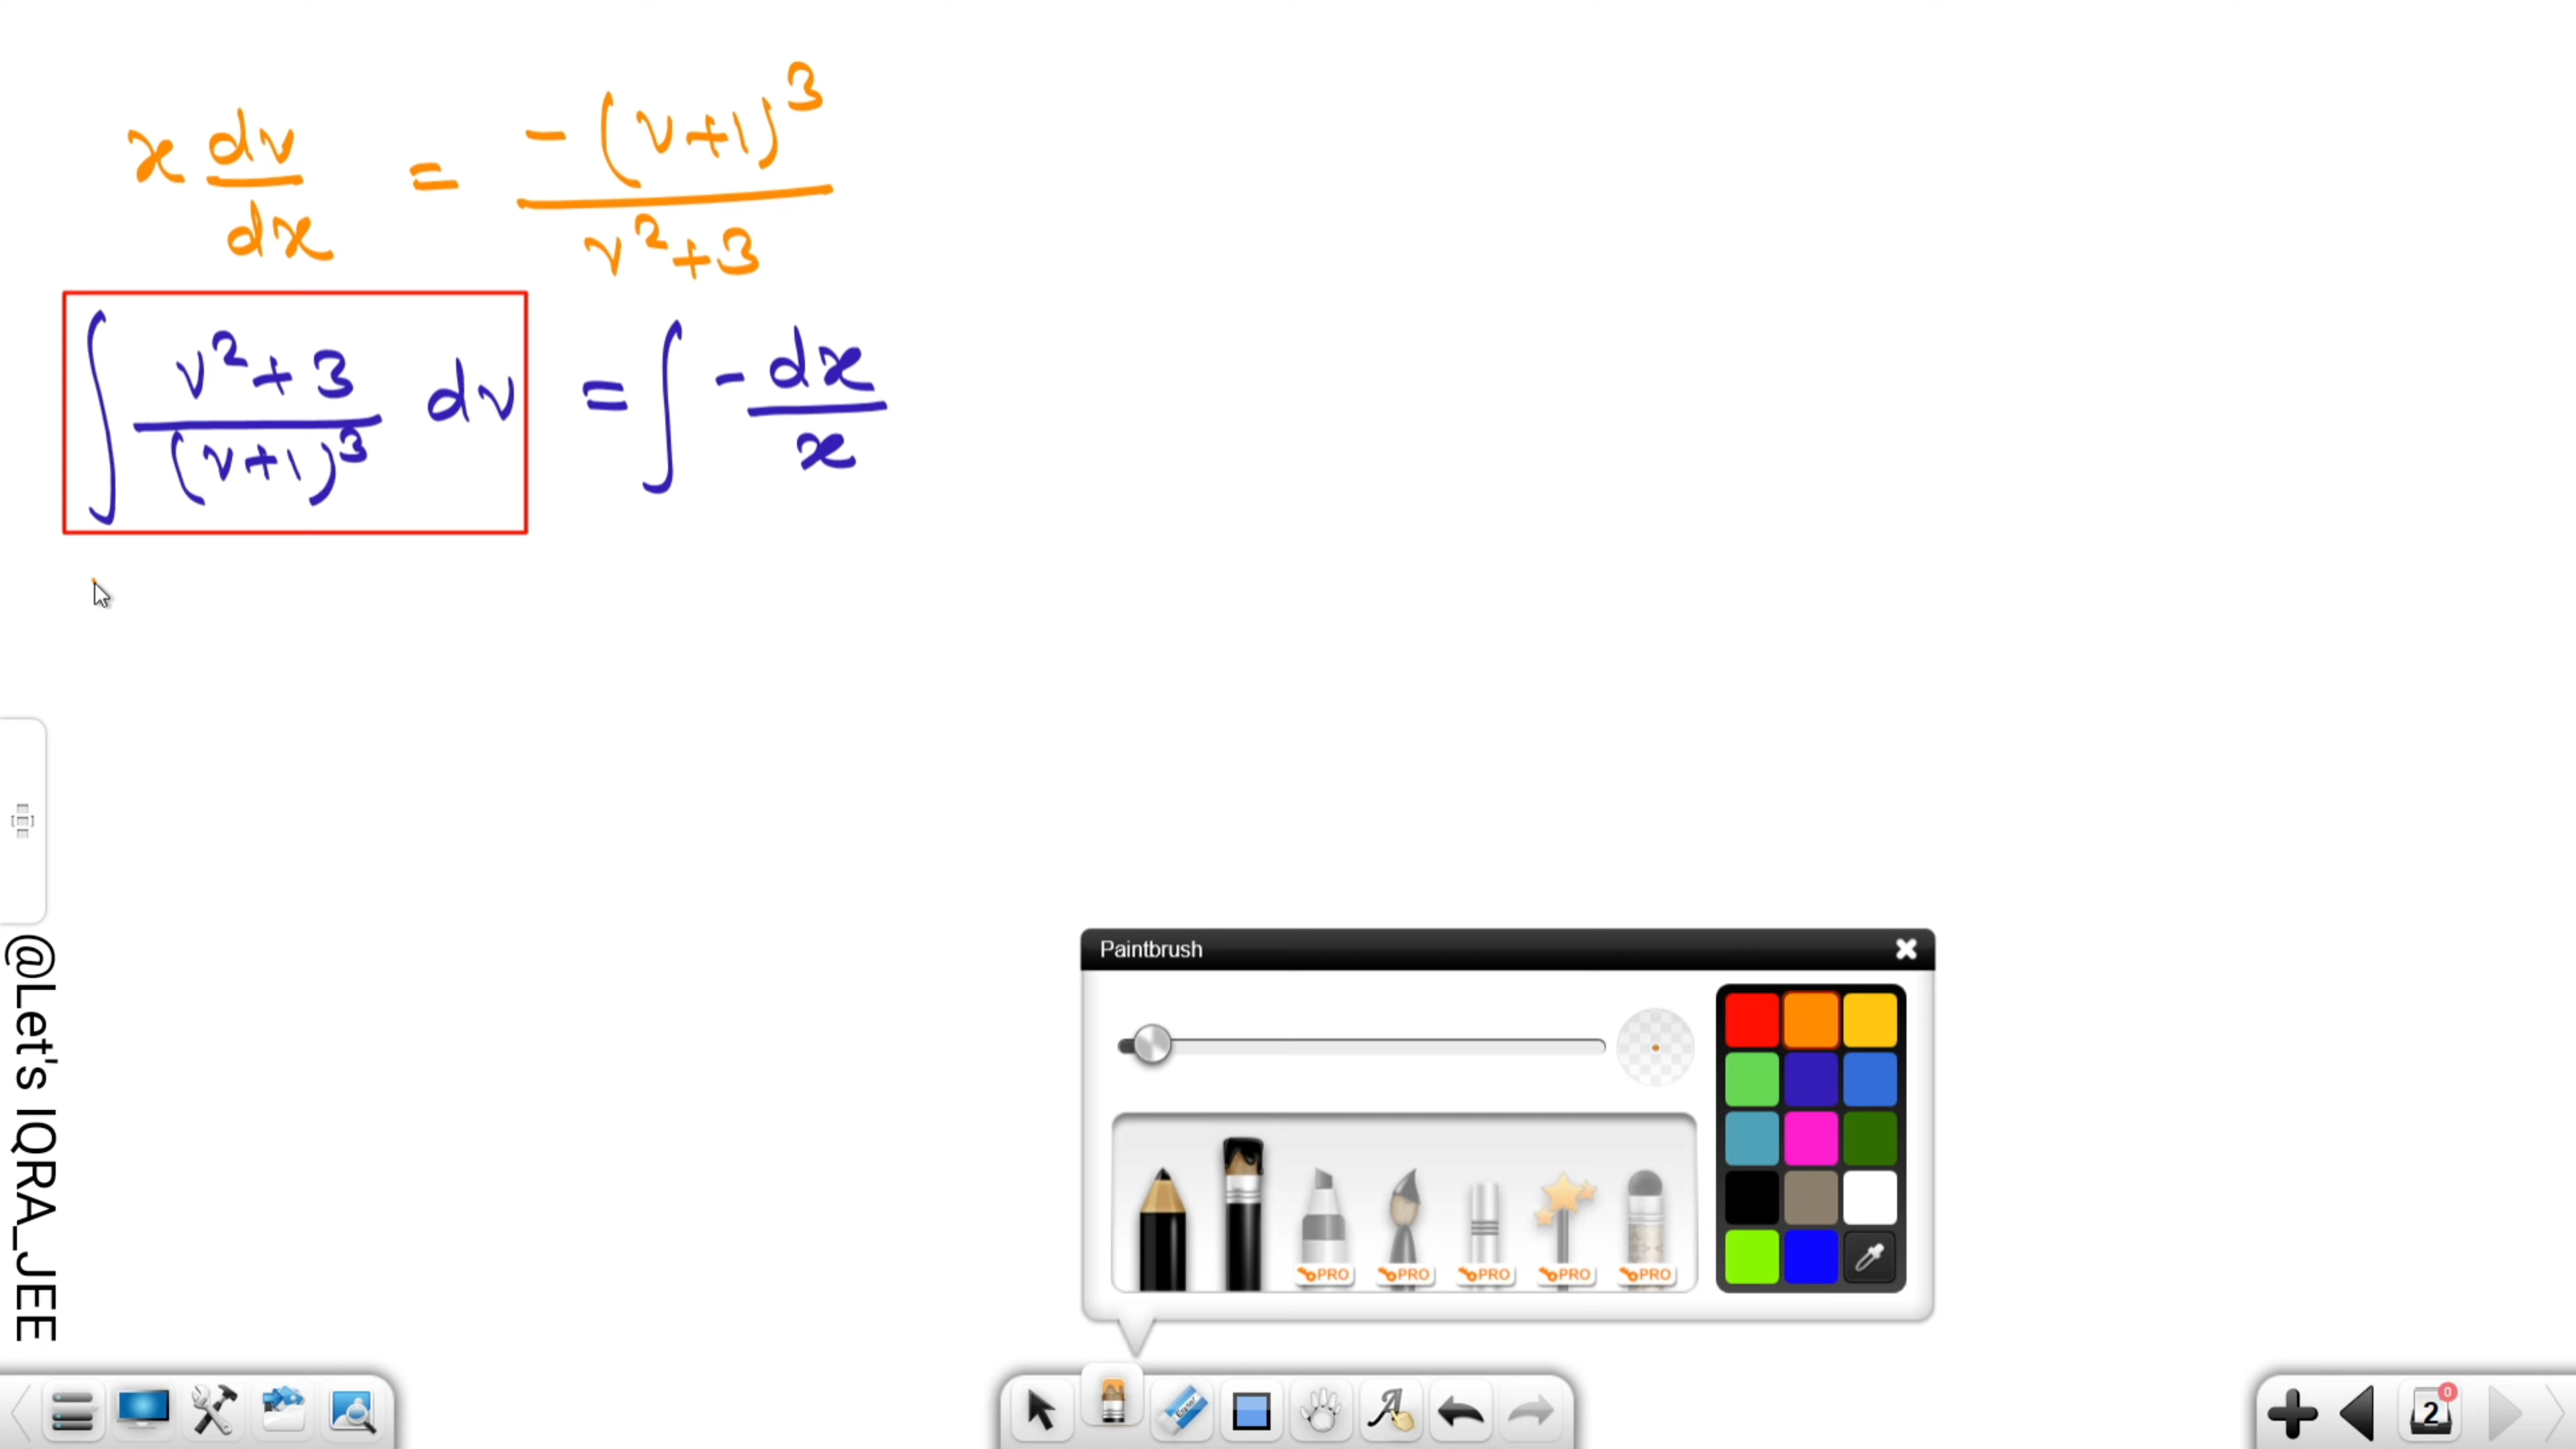 x dv/dx = -(v+1)³/(v²+3)
∫ (v²+3)/(v+1)³ dv = ∫ -dx/x
@Let's IQRA_JEE
Paintbrush
PRO PRO PRO PRO PRO
Eraser
A
2
0